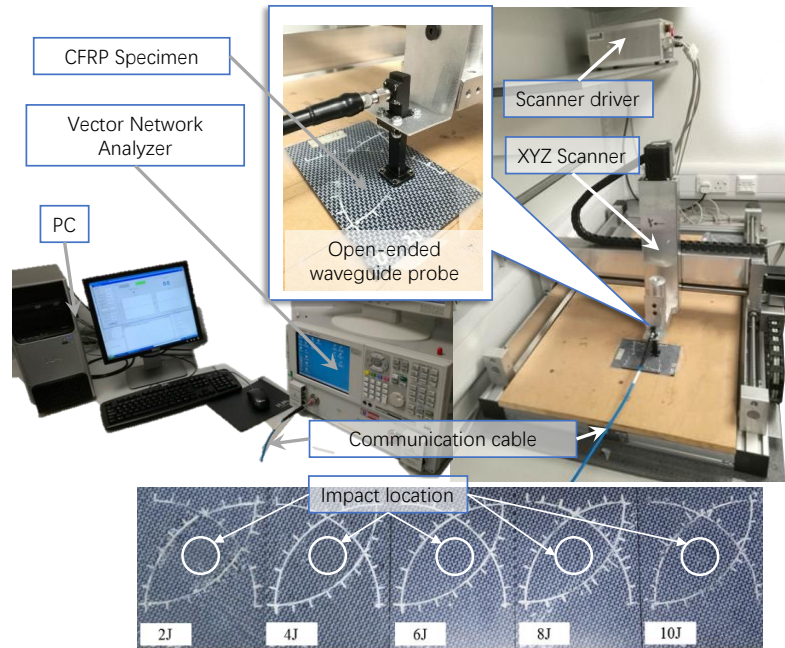 CFRP Specimen
Vector Network
Analyzer
PC
Open-ended
waveguide probe
Scanner driver
XYZ Scanner
Communication cable
Impact location
2J
4J
6J
8J
10J